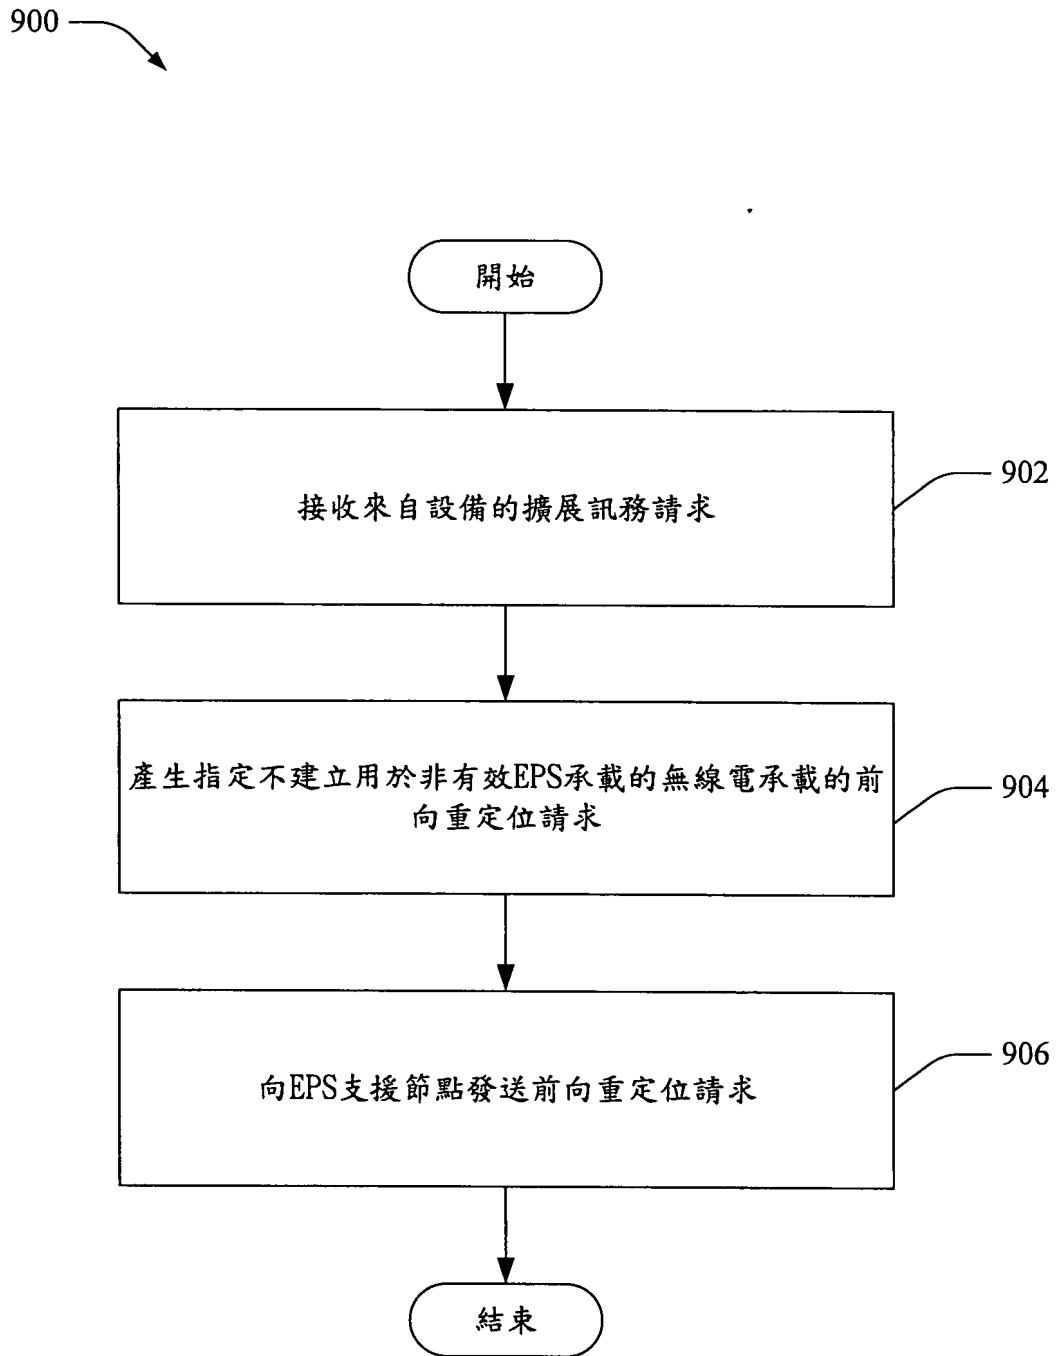 900
開始
接收來自設備的擴展訊務請求
902
產生指定不建立用於非有效EPS承載的無線電承載的前
向重定位請求
904
向EPS支援節點發送前向重定位請求
906
結束